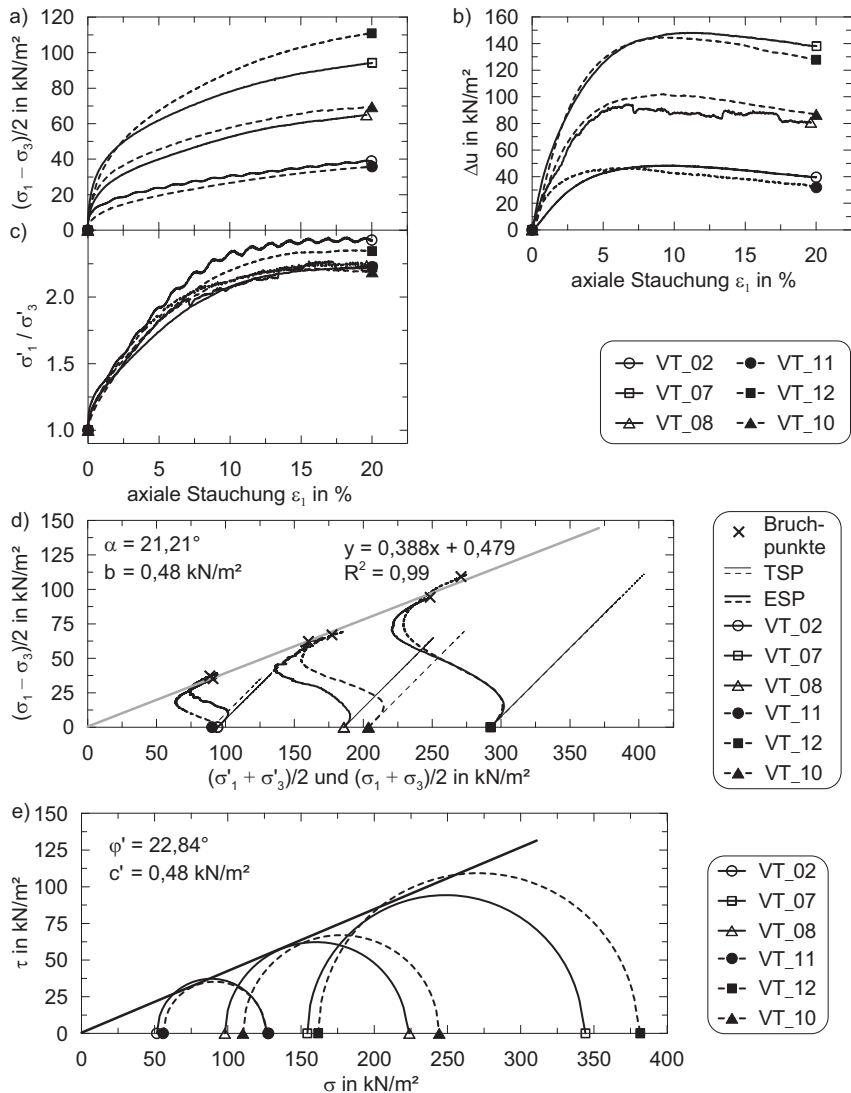 a)
(σ₁ − σ₃)/2 in kN/m²
120
100
80
60
40
20
0
b)
Δu in kN/m²
160
140
120
100
80
60
40
20
0
0 5 10 15 20
axiale Stauchung ε₁ in %
c)
σ'₁ / σ'₃
2.0
1.5
1.0
0 5 10 15 20
axiale Stauchung ε₁ in %
VT_02 VT_11
VT_07 VT_12
VT_08 VT_10
d)
(σ₁ − σ₃)/2 in kN/m²
150
125
100
75
50
25
0
α = 21,21°
b = 0,48 kN/m²
y = 0,388x + 0,479
R² = 0,99
0 50 100 150 200 250 300 350 400
(σ'₁ + σ'₃)/2 und (σ₁ + σ₃)/2 in kN/m²
Bruch-
punkte
TSP
ESP
VT_02
VT_07
VT_08
VT_11
VT_12
VT_10
e)
τ in kN/m²
150
125
100
75
50
25
0
φ' = 22,84°
c' = 0,48 kN/m²
0 50 100 150 200 250 300 350 400
σ in kN/m²
VT_02
VT_07
VT_08
VT_11
VT_12
VT_10